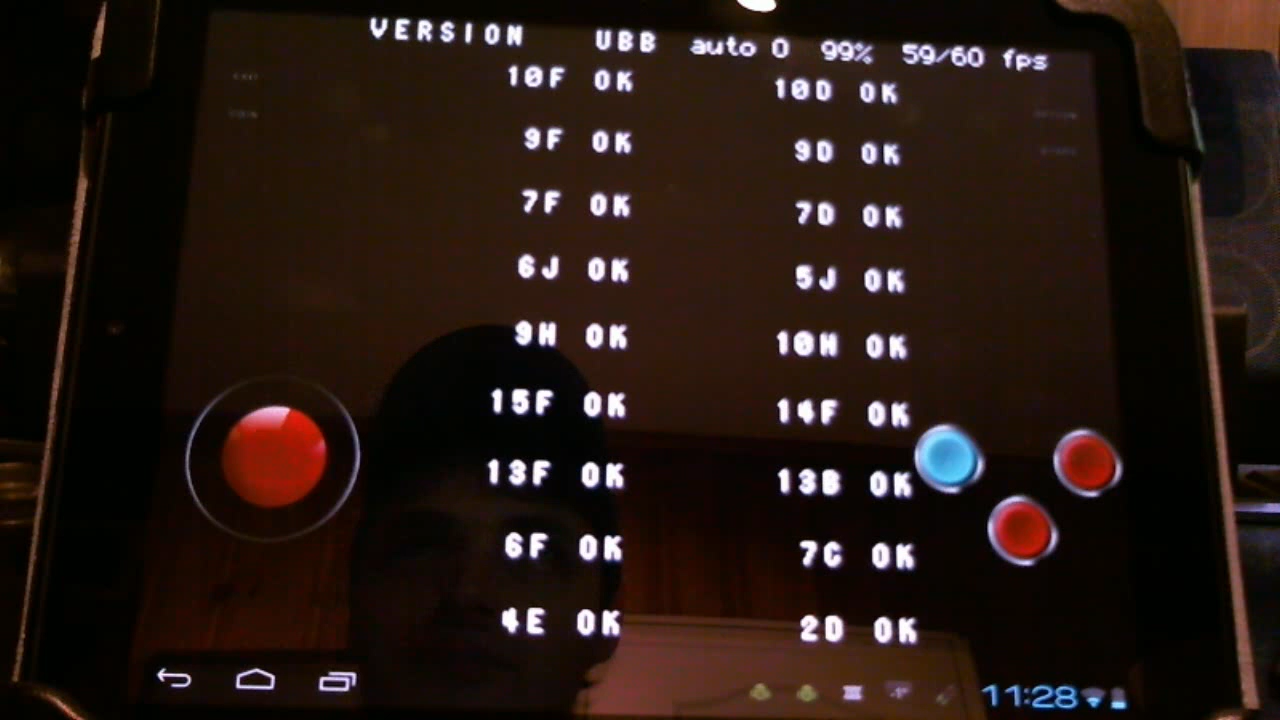 VERSION UBB auto 0 99% 59/60 fps
10F OK 10D OK
9F OK 9D OK
7F OK 7D OK
6J OK 5J OK
9H OK 10H OK
15F OK 14F OK
13F OK 13B OK
6F OK 7C OK
4E OK 2D OK
11:28